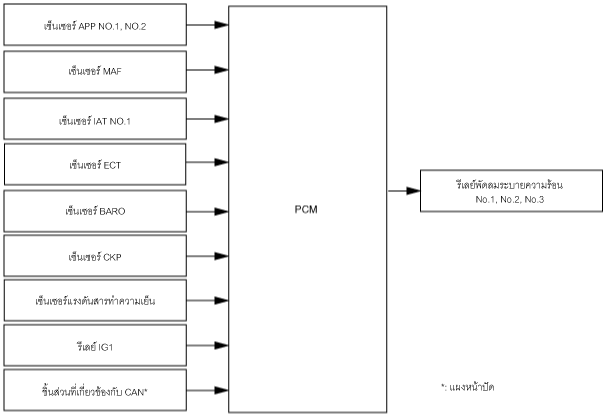 เซ็นเซอร์ APP NO.1, NO.2
เซ็นเซอร์ MAF
เซ็นเซอร์ IAT NO.1
เซ็นเซอร์ ECT
เซ็นเซอร์ BARO
เซ็นเซอร์ CKP
เซ็นเซอร์แรงดันสารทำความเย็น
รีเลย์ IG1
ชิ้นส่วนที่เกี่ยวข้องกับ CAN*
PCM
รีเลย์พัดลมระบายความร้อน
No.1, No.2, No.3
*: แผงหน้าปัด